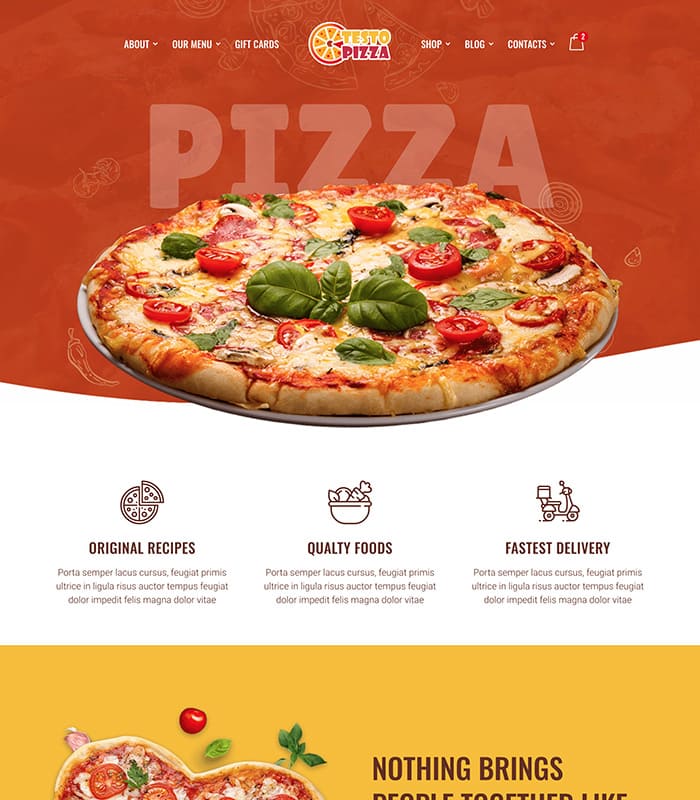 ABOUT
OUR MENU
GIFT CARDS
TESTO
PIZZA
SHOP
BLOG
CONTACTS
2
PIZZA
ORIGINAL RECIPES
Porta semper lacus cursus, feugiat primis
ultrice in ligula risus auctor tempus feugiat
dolor impedit felis magna dolor vitae
QUALTY FOODS
Porta semper lacus cursus, feugiat primis
ultrice in ligula risus auctor tempus feugiat
dolor impedit felis magna dolor vitae
FASTEST DELIVERY
Porta semper lacus cursus, feugiat primis
ultrice in ligula risus auctor tempus feugiat
dolor impedit felis magna dolor vitae
NOTHING BRINGS
PEOPLE TOGETHER LIKE